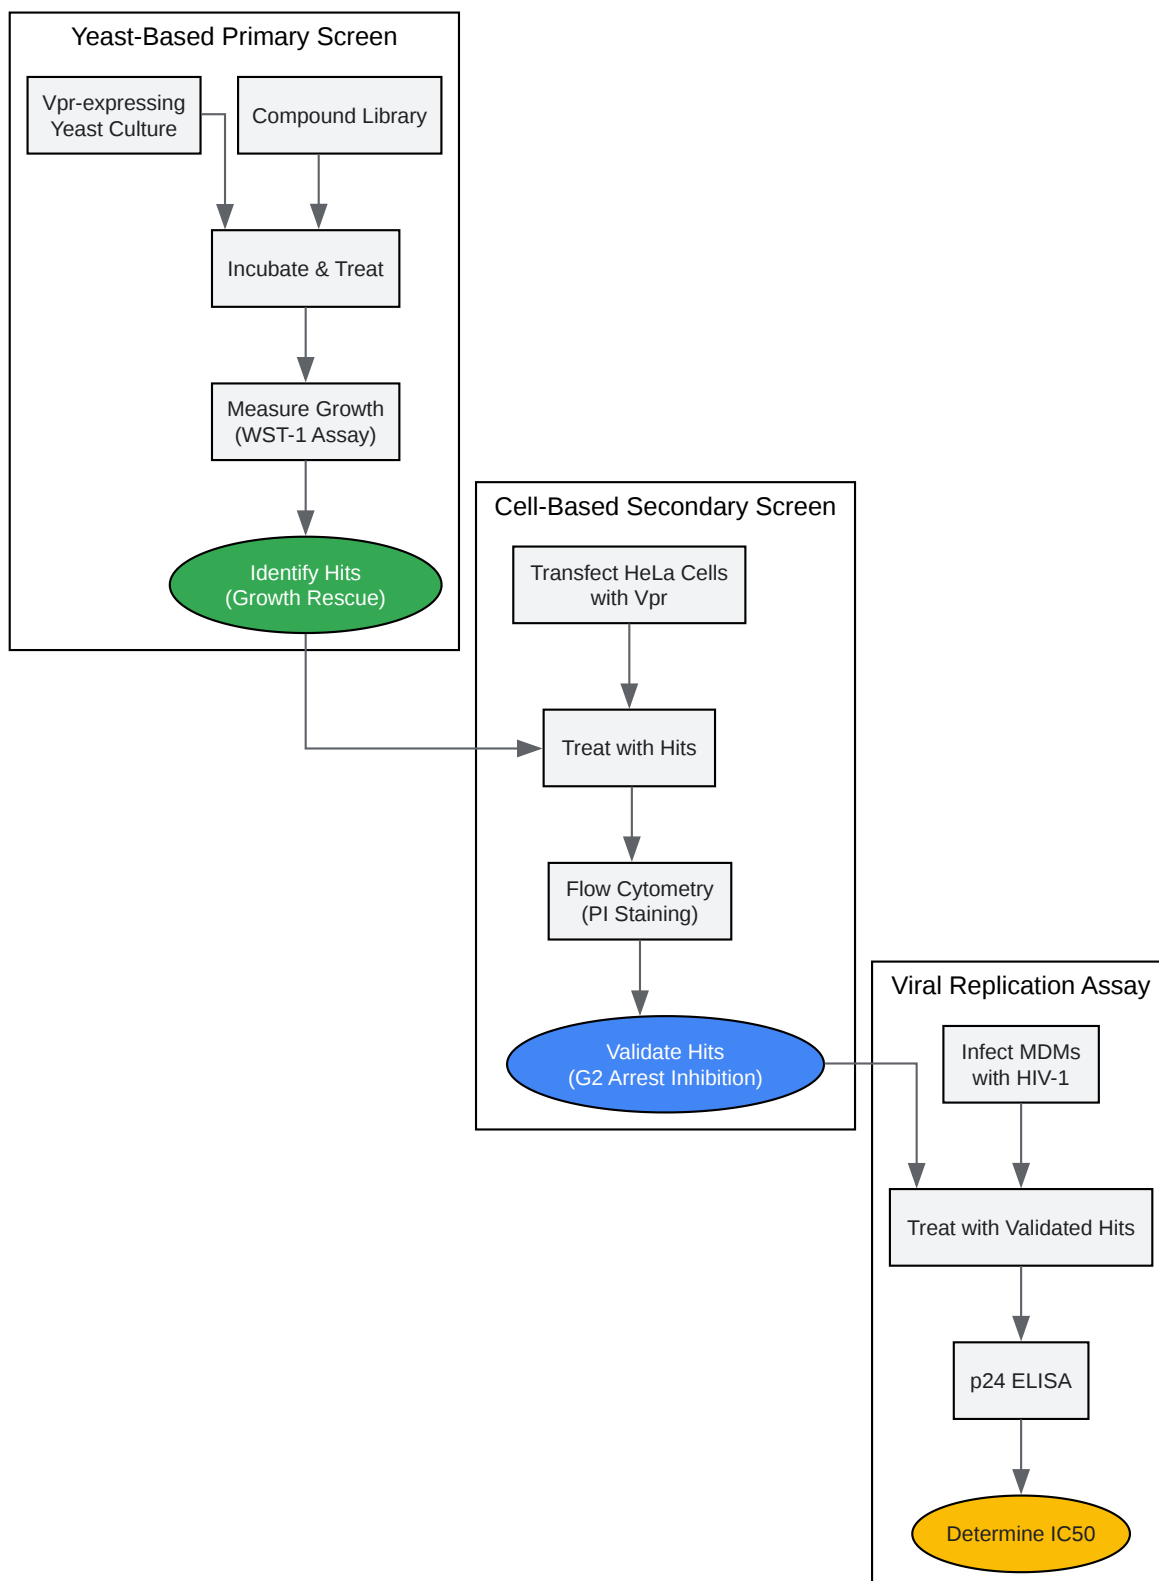 Yeast-Based Primary Screen
Vpr-expressing
Yeast Culture
Compound Library
Incubate & Treat
Measure Growth
(WST-1 Assay)
Identify Hits
(Growth Rescue)
Cell-Based Secondary Screen
Transfect HeLa Cells
with Vpr
Treat with Hits
Flow Cytometry
(PI Staining)
Validate Hits
(G2 Arrest Inhibition)
Viral Replication Assay
Infect MDMs
with HIV-1
Treat with Validated Hits
p24 ELISA
Determine IC50